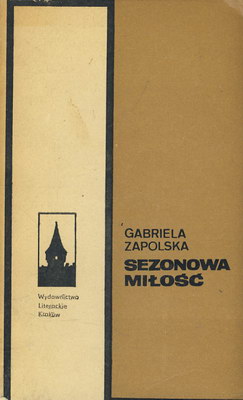 GABRIELA
ZAPOLSKA
SEZONOWA
MIŁOŚĆ
Wydawnictwo
Literackie
Kraków